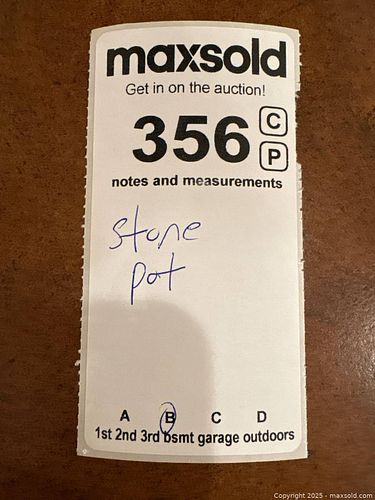 maxsold
Get in on the auction!
356 C
P
notes and measurements
stone
pot
A B C D
1st 2nd 3rd bsmt garage outdoors
Copyright 2025 - maxsold.com